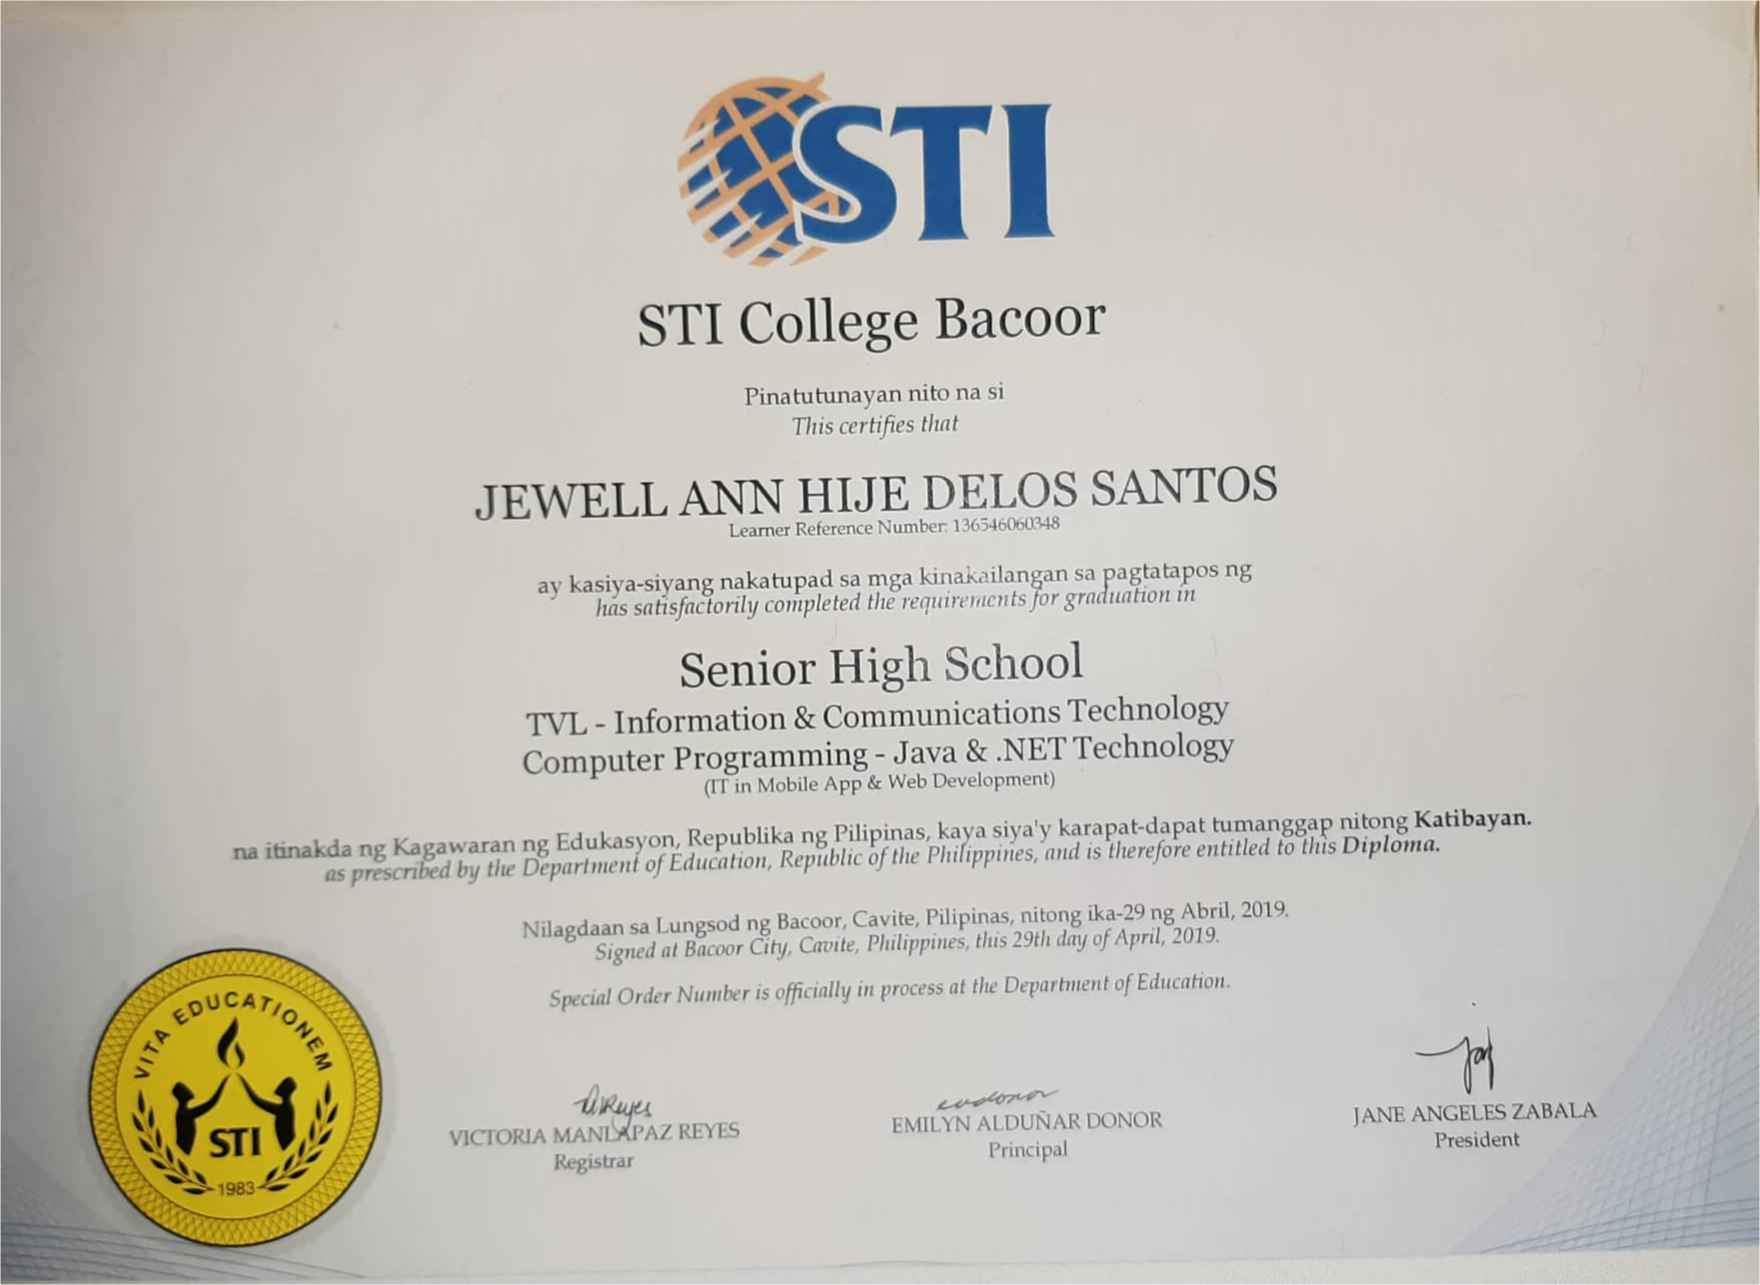 STI
STI College Bacoor
Pinatutunayan nito na si
This certifies that
JEWELL ANN HIJE DELOS SANTOS
Learner Reference Number: 136546060348
ay kasiya-siyang nakatupad sa mga kinakailangan sa pagtatapos ng
has satisfactorily completed the requirements for graduation in
Senior High School
TVL - Information & Communications Technology
Computer Programming - Java & .NET Technology
(IT in Mobile App & Web Development)
na itinakda ng Kagawaran ng Edukasyon, Republika ng Pilipinas, kaya siya'y karapat-dapat tumanggap nitong Katibayan.
as prescribed by the Department of Education, Republic of the Philippines, and is therefore entitled to this Diploma.
Nilagdaan sa Lungsod ng Bacoor, Cavite, Pilipinas, nitong ika-29 ng Abril, 2019.
Signed at Bacoor City, Cavite, Philippines, this 29th day of April, 2019.
Special Order Number is officially in process at the Department of Education.
VITA EDUCATIONEM
STI
1983
VICTORIA MANLAPAZ REYES
Registrar
EMILYN ALDUÑAR DONOR
Principal
JANE ANGELES ZABALA
President